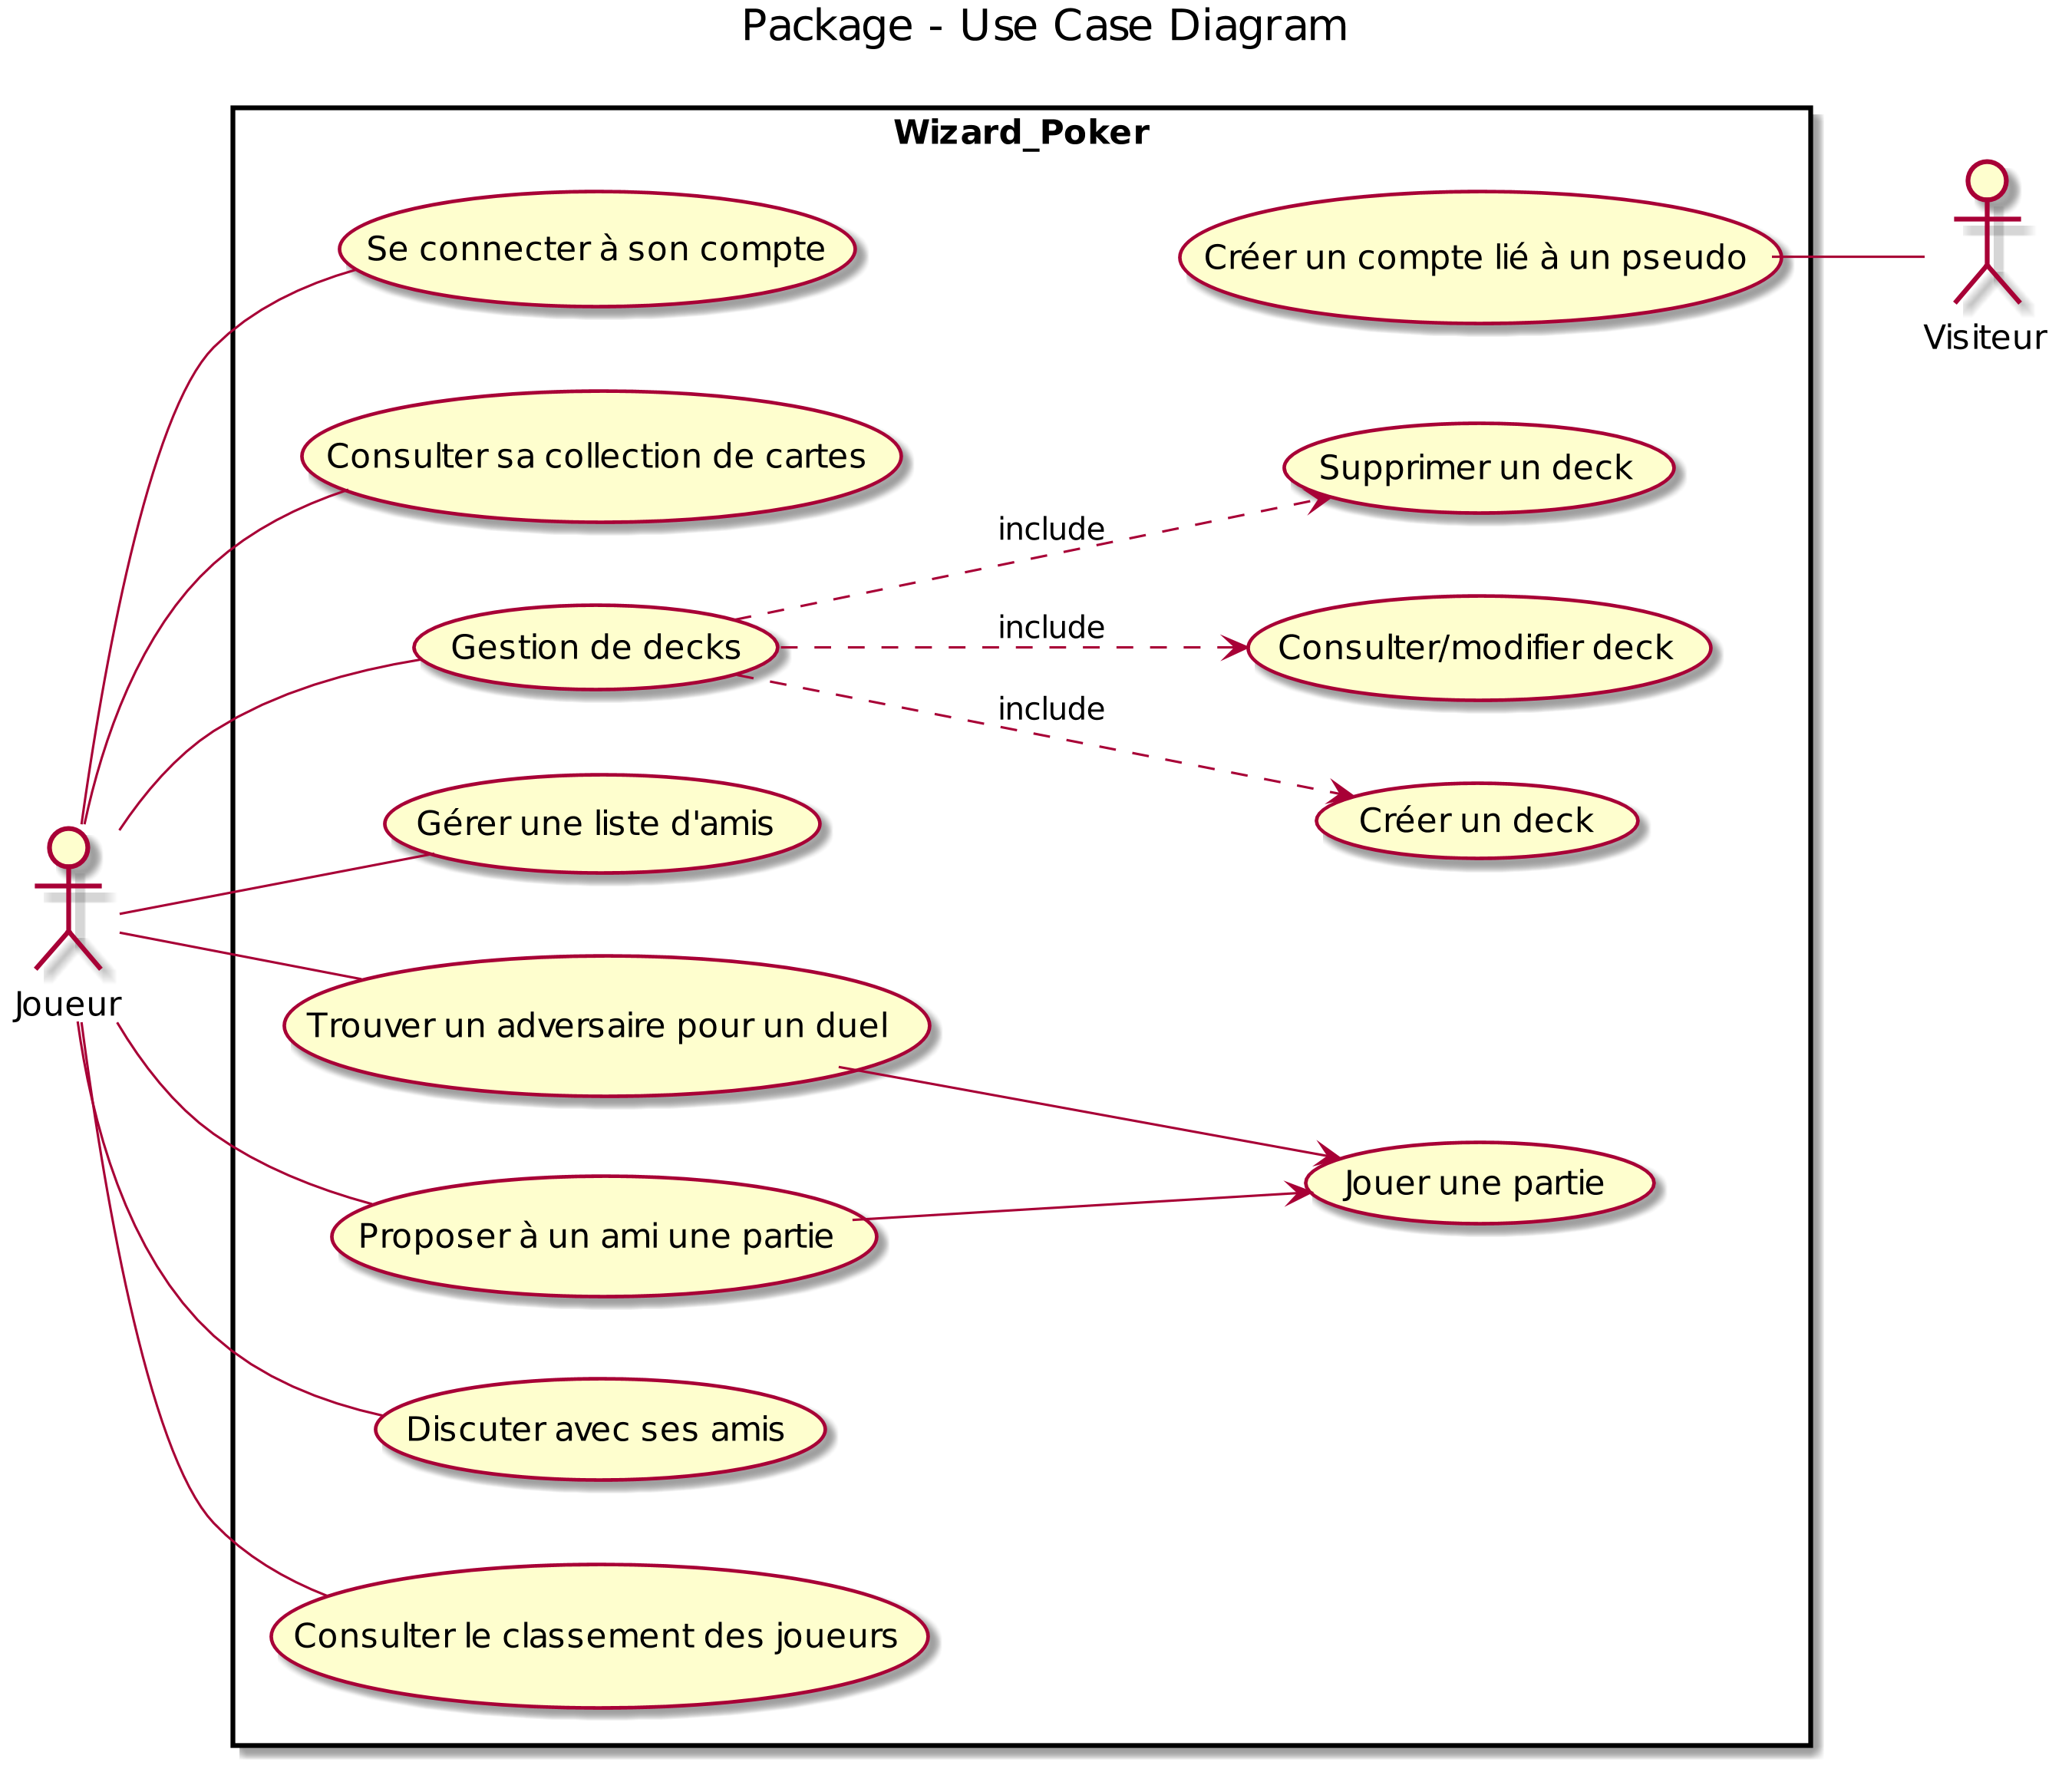 Package - Use Case Diagram
Wizard_Poker
Se connecter à son compte
Créer un compte lié à un pseudo
Visiteur
Consulter sa collection de cartes
Supprimer un deck
include
Gestion de decks
include
Consulter/modifier deck
include
Gérer une liste d'amis
Créer un deck
Joueur
Trouver un adversaire pour un duel
Jouer une partie
Proposer à un ami une partie
Discuter avec ses amis
Consulter le classement des joueurs